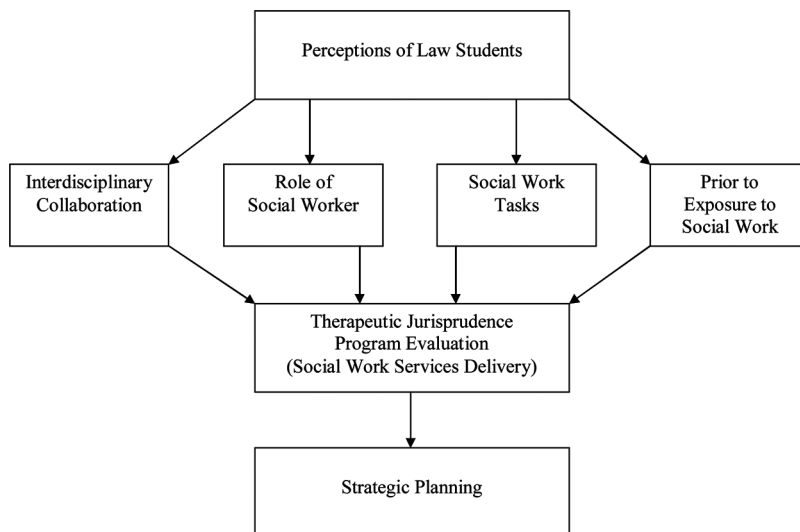 Perceptions of Law Students
Interdisciplinary
Collaboration
Role of
Social Worker
Social Work
Tasks
Prior to
Exposure to
Social Work
Therapeutic Jurisprudence
Program Evaluation
(Social Work Services Delivery)
Strategic Planning